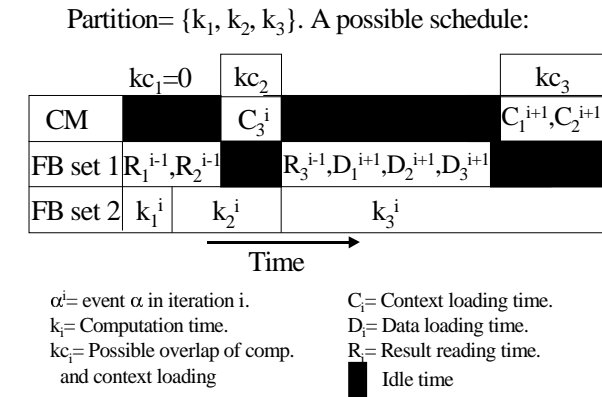 Partition= {k₁, k₂, k₃}. A possible schedule:
kc₁=0 kc₂ kc₃
CM C₃ⁱ C₁ⁱ⁺¹,C₂ⁱ⁺¹
FB set 1 R₁ⁱ⁻¹,R₂ⁱ⁻¹ R₃ⁱ⁻¹,D₁ⁱ⁺¹,D₂ⁱ⁺¹,D₃ⁱ⁺¹
FB set 2 k₁ⁱ k₂ⁱ k₃ⁱ
Time
αⁱ= event α in iteration i. Cᵢ= Context loading time.
kᵢ= Computation time. Dᵢ= Data loading time.
kcᵢ= Possible overlap of comp. Rᵢ= Result reading time.
and context loading Idle time